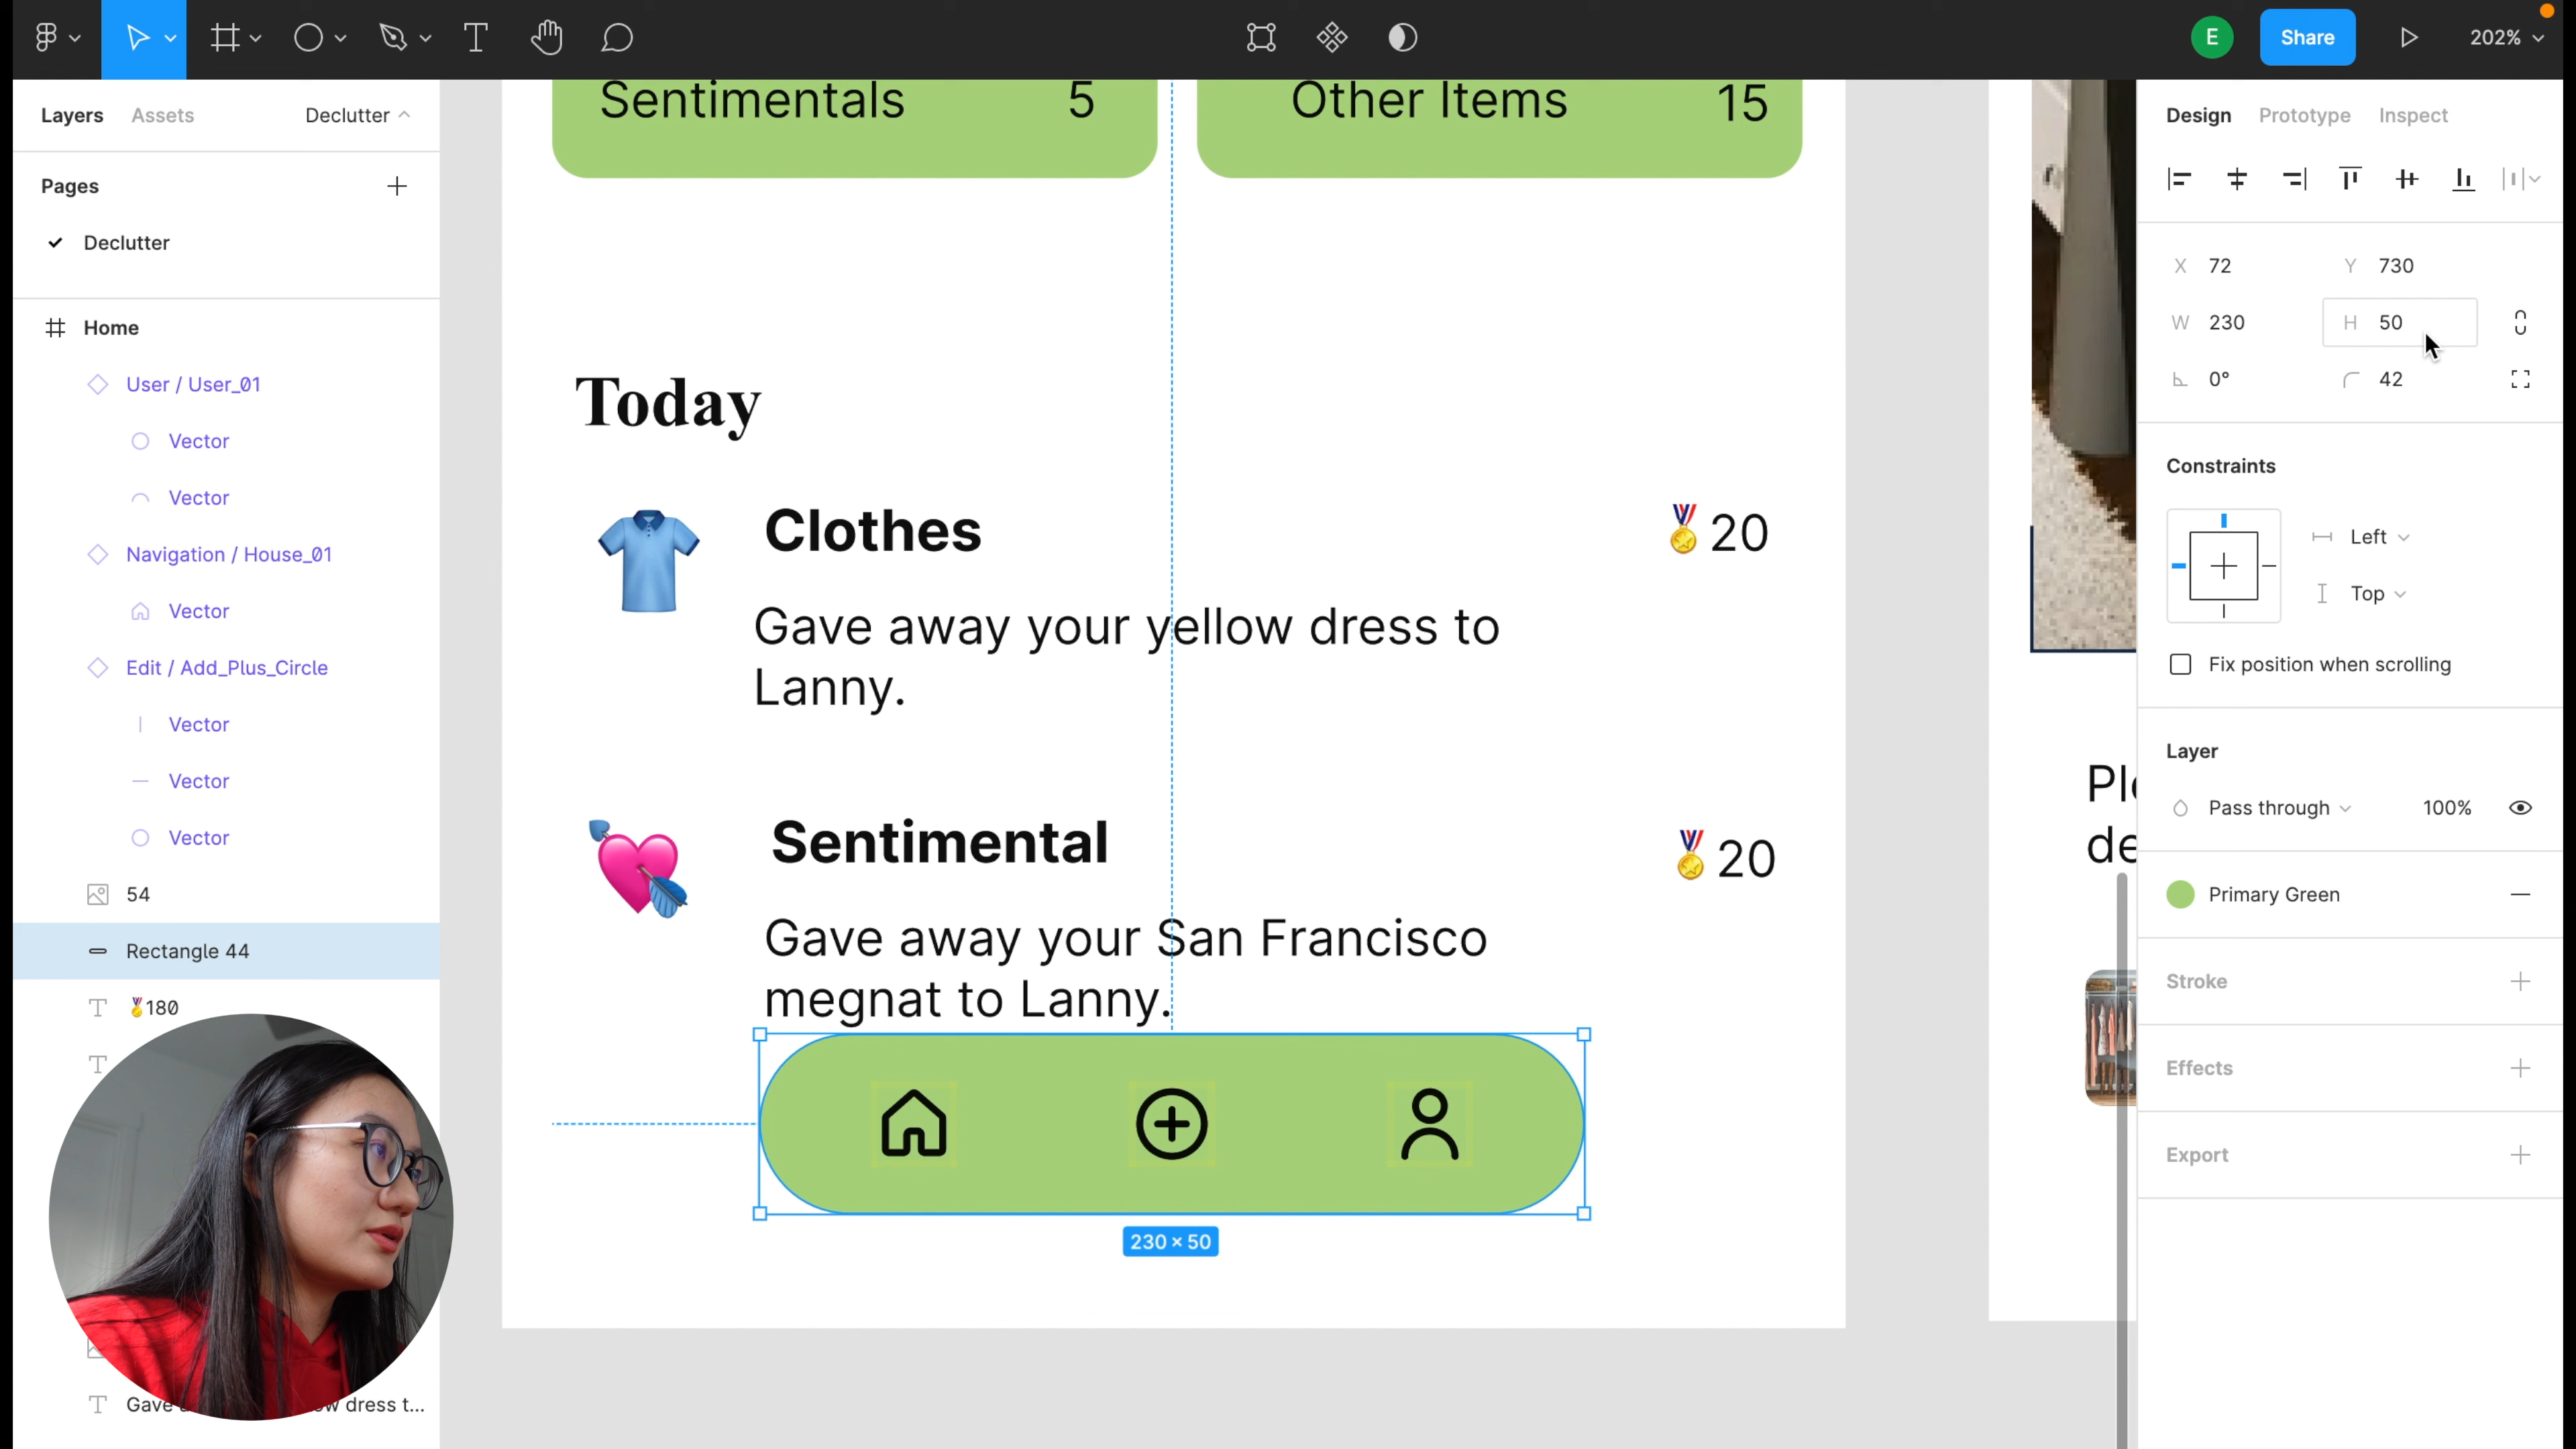 E
Share
202%
Layers
Assets
Declutter
Pages
Declutter
Home
User / User_01
Vector
Vector
Navigation / House_01
Vector
Edit / Add_Plus_Circle
Vector
Vector
Vector
54
Rectangle 44
180
Gave
ow dress t...
Sentimentals
5
Other Items
15
Today
Clothes
20
Gave away your yellow dress to
Lanny.
Sentimental
20
Gave away your San Francisco
megnat to Lanny.
230 × 50
Design
Prototype
Inspect
X 72
Y 730
W 230
H 50
0°
42
Constraints
Left
Top
Fix position when scrolling
Layer
Pass through
100%
Primary Green
Stroke
Effects
Export